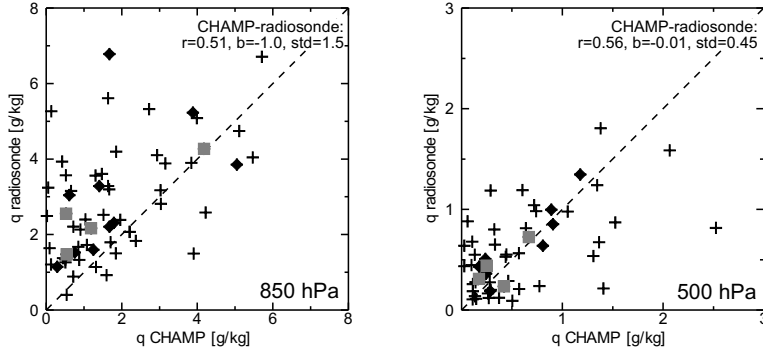 CHAMP-radiosonde:
r=0.51, b=-1.0, std=1.5
8
6
4
2
0
q radiosonde [g/kg]
850 hPa
0 2 4 6 8
q CHAMP [g/kg]
CHAMP-radiosonde:
r=0.56, b=-0.01, std=0.45
3
2
1
0
q radiosonde [g/kg]
500 hPa
0 1 2 3
q CHAMP [g/kg]